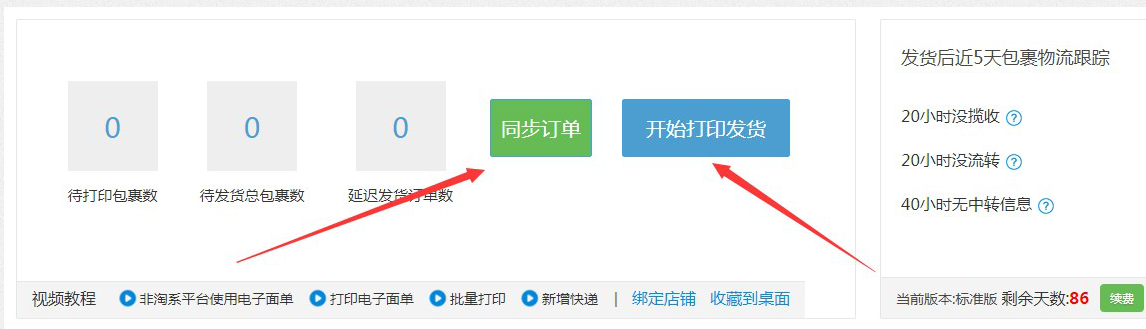 0
0
0
同步订单
开始打印发货
待打印包裹数
待发货总包裹数
延迟发货订单数
视频教程
非淘系平台使用电子面单
打印电子面单
批量打印
新增快递
|
绑定店铺
收藏到桌面
发货后近5天包裹物流跟踪
20小时没揽收 ?
20小时没流转 ?
40小时无中转信息 ?
当前版本:标准版 剩余天数:86 续费